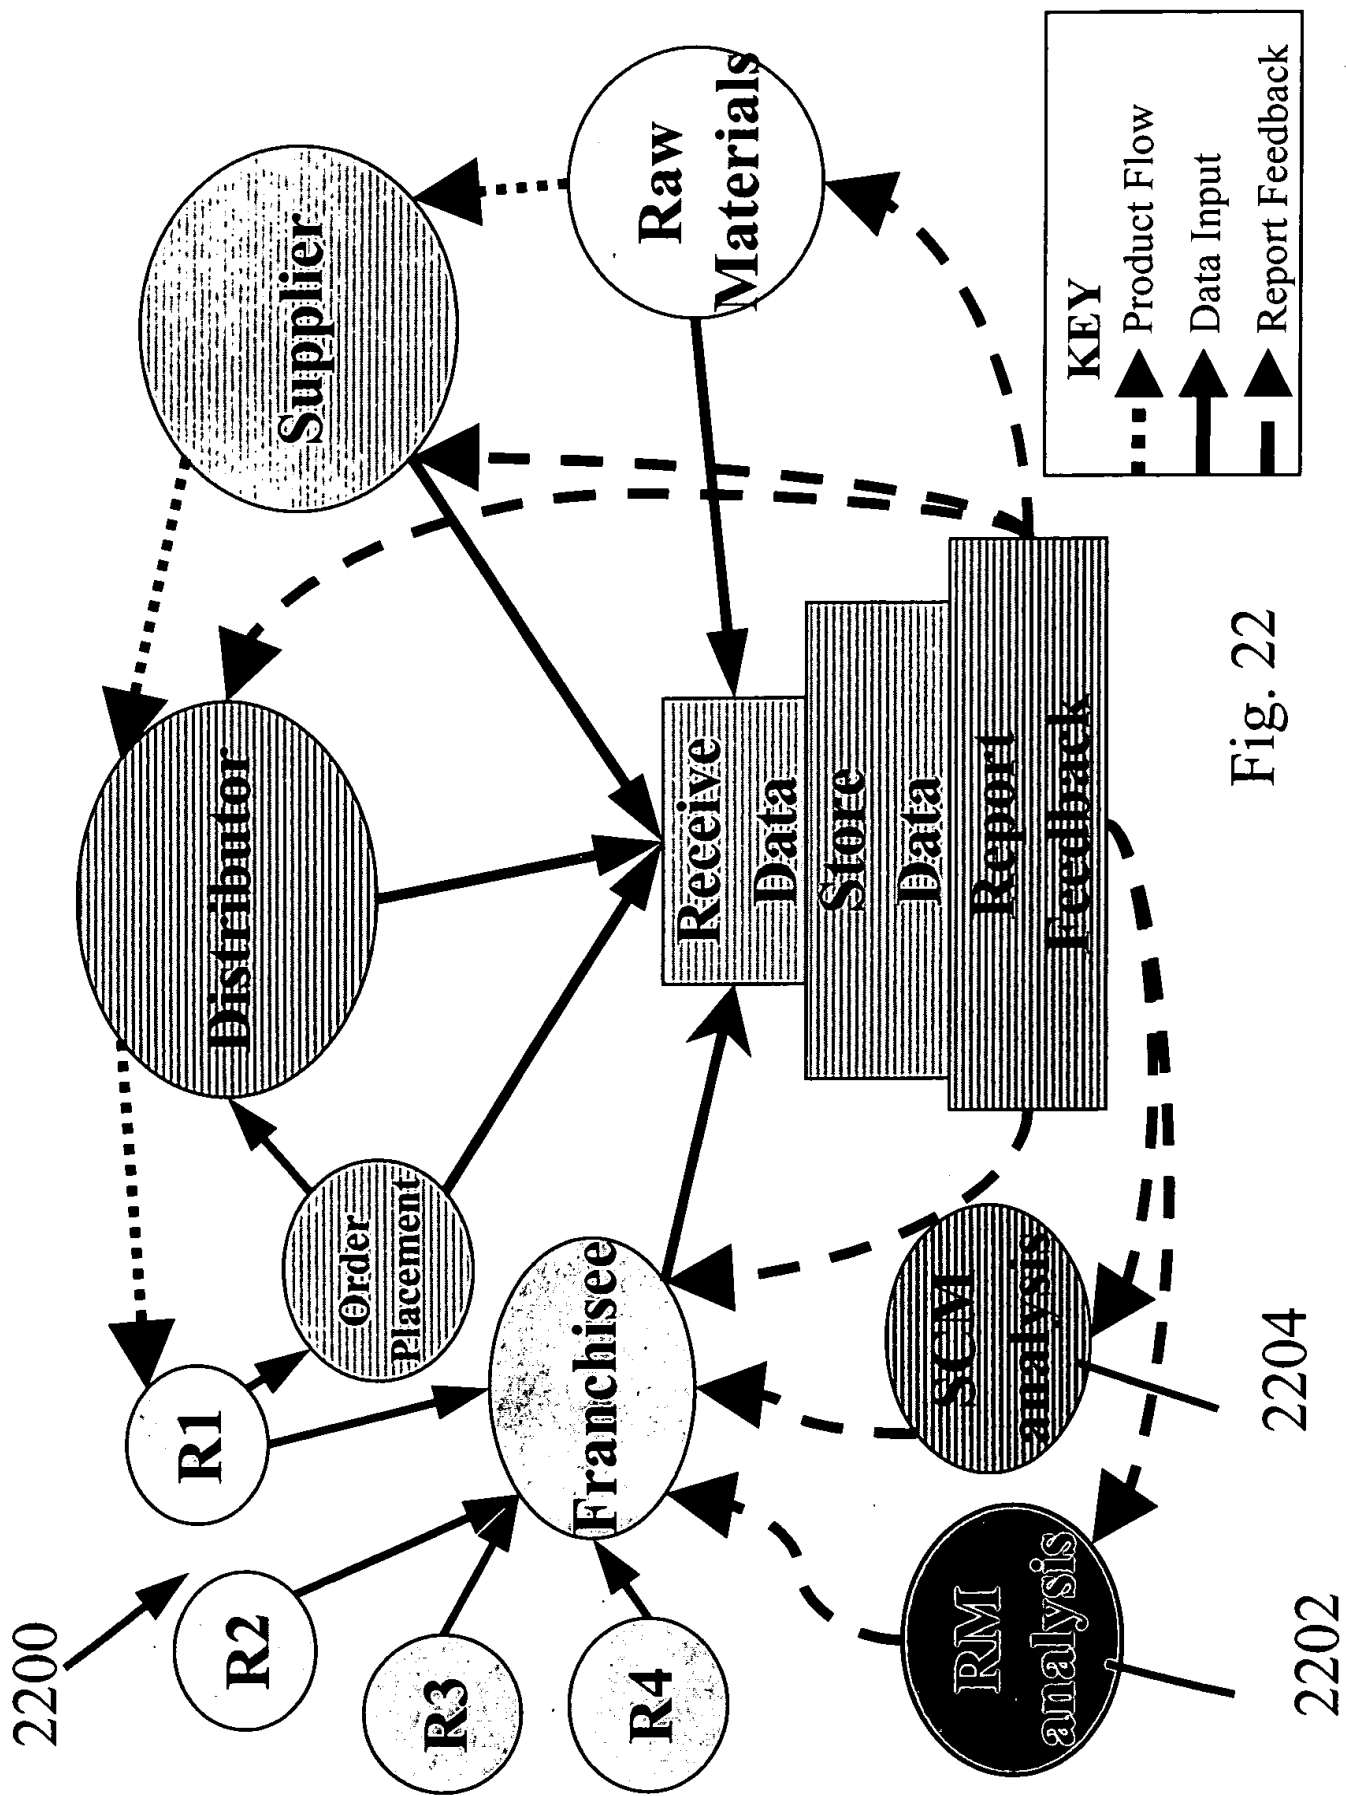 2200
R1
R2
R3
R4
Order
Placement
Distributor
Supplier
Raw
Materials
Franchisee
Receive
Data
Store
Data
Report
Feedback
SCM
analysis
RM
analysis
2202
2204
KEY
Product Flow
Data Input
Report Feedback
Fig. 22